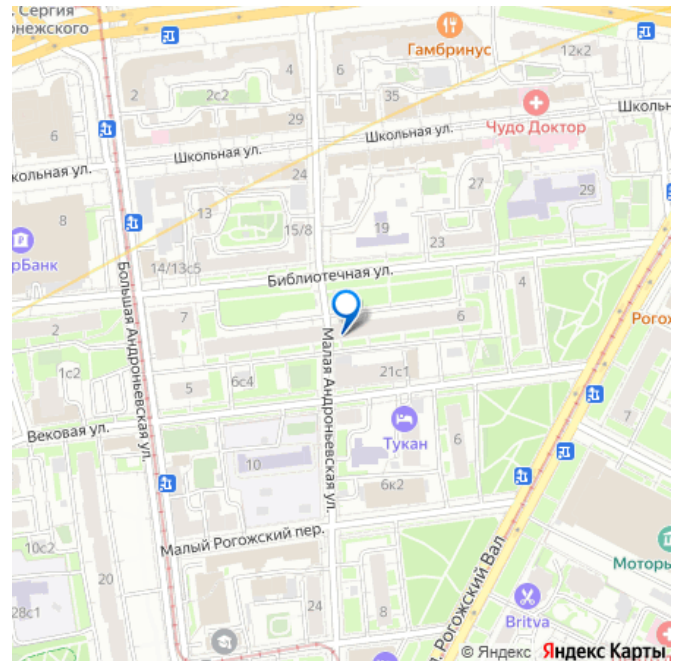 . Сергия
онежского
Гамбринус
12к2
4
6
2
2с2
35
29
Чудо Доктор
Школьн
Школьная ул.
6
Школьная ул.
кольная ул.
24
27
29
13
8
19
15/8
23
рБанк
14/13с5
Библиотечная ул.
4
7
6
Рогож
2
Большая Андроньевская ул.
Малая Андроньевская ул.
1с2
21с1
6с4
5
7
Вековая ул.
Тукан
6
10
6к2
Малый Рогожский пер.
10с2
Моторы
20
л. Рогожский Вал
28с1
24
8
Britva
© Яндекс Яндекс Карты